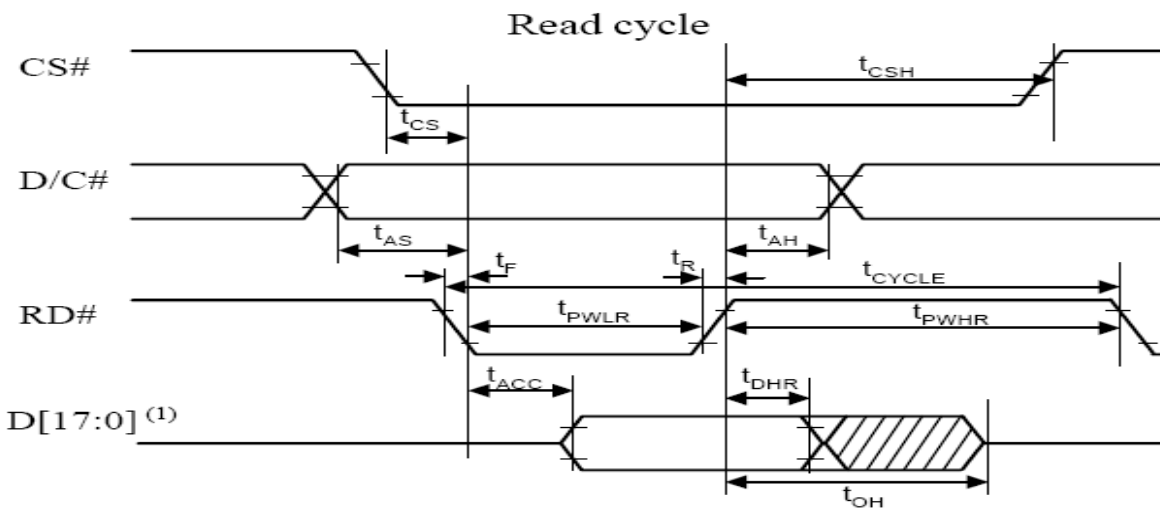 Read cycle
CS#
tCSH
tCS
D/C#
tAS
tAH
tF
tR
tCYCLE
RD#
tPWLR
tPWHR
tACC
tDHR
D[17:0] (1)
tOH